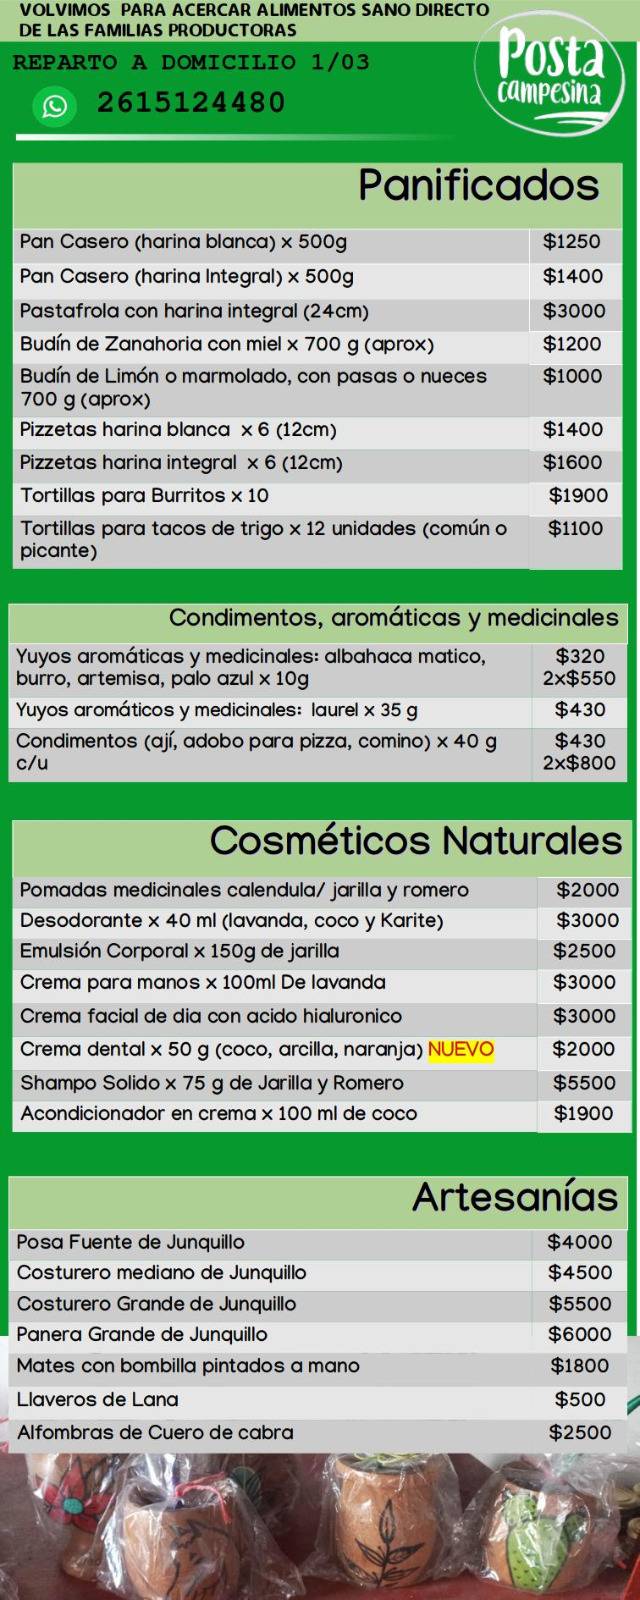 VOLVIMOS PARA ACERCAR ALIMENTOS SANO DIRECTO
DE LAS FAMILIAS PRODUCTORAS
REPARTO A DOMICILIO 1/03
2615124480
Posta
campesina
Panificados
Pan Casero (harina blanca) x 500g $1250
Pan Casero (harina Integral) x 500g $1400
Pastafrola con harina integral (24cm) $3000
Budín de Zanahoria con miel x 700 g (aprox) $1200
Budín de Limón o marmolado, con pasas o nueces $1000
700 g (aprox)
Pizzetas harina blanca x 6 (12cm) $1400
Pizzetas harina integral x 6 (12cm) $1600
Tortillas para Burritos x 10 $1900
Tortillas para tacos de trigo x 12 unidades (común o $1100
picante)
Condimentos, aromáticas y medicinales
Yuyos aromáticas y medicinales: albahaca matico, $320
burro, artemisa, palo azul x 10g 2x$550
Yuyos aromáticos y medicinales: laurel x 35 g $430
Condimentos (ají, adobo para pizza, comino) x 40 g $430
c/u 2x$800
Cosméticos Naturales
Pomadas medicinales calendula/ jarilla y romero $2000
Desodorante x 40 ml (lavanda, coco y Karite) $3000
Emulsión Corporal x 150g de jarilla $2500
Crema para manos x 100ml De lavanda $3000
Crema facial de dia con acido hialuronico $3000
Crema dental x 50 g (coco, arcilla, naranja) NUEVO $2000
Shampo Solido x 75 g de Jarilla y Romero $5500
Acondicionador en crema x 100 ml de coco $1900
Artesanías
Posa Fuente de Junquillo $4000
Costurero mediano de Junquillo $4500
Costurero Grande de Junquillo $5500
Panera Grande de Junquillo $6000
Mates con bombilla pintados a mano $1800
Llaveros de Lana $500
Alfombras de Cuero de cabra $2500